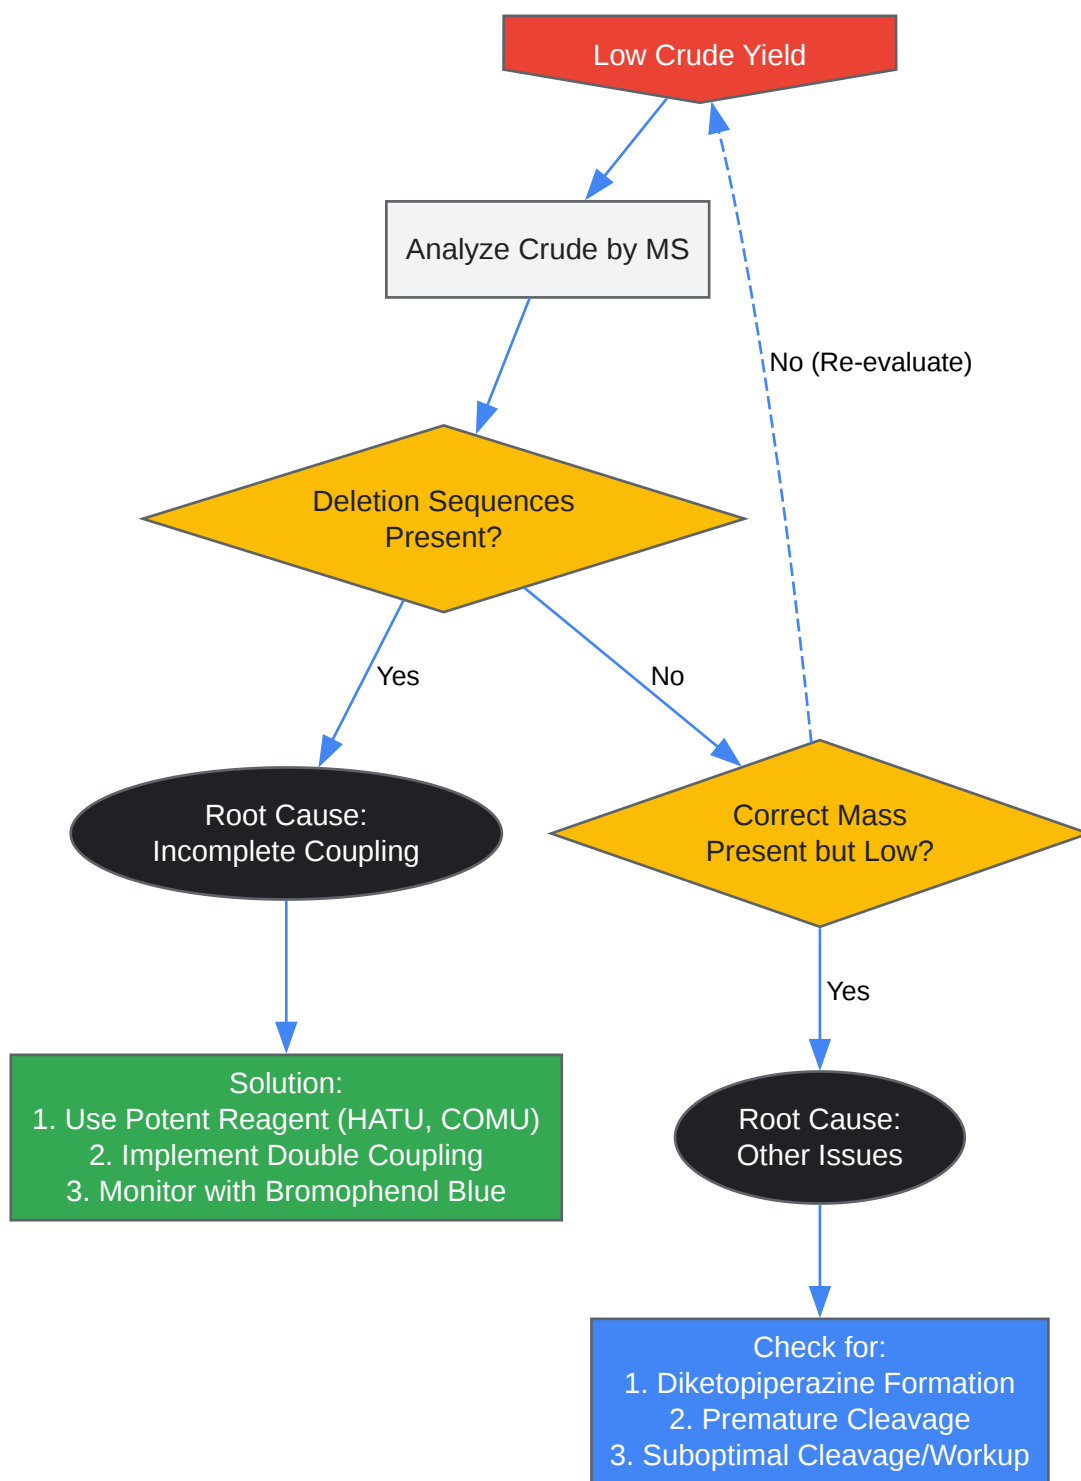 Low Crude Yield
Analyze Crude by MS
No (Re-evaluate)
Deletion Sequences
Present?
Yes
No
Root Cause:
Incomplete Coupling
Correct Mass
Present but Low?
Yes
Solution:
1. Use Potent Reagent (HATU, COMU)
2. Implement Double Coupling
3. Monitor with Bromophenol Blue
Root Cause:
Other Issues
Check for:
1. Diketopiperazine Formation
2. Premature Cleavage
3. Suboptimal Cleavage/Workup